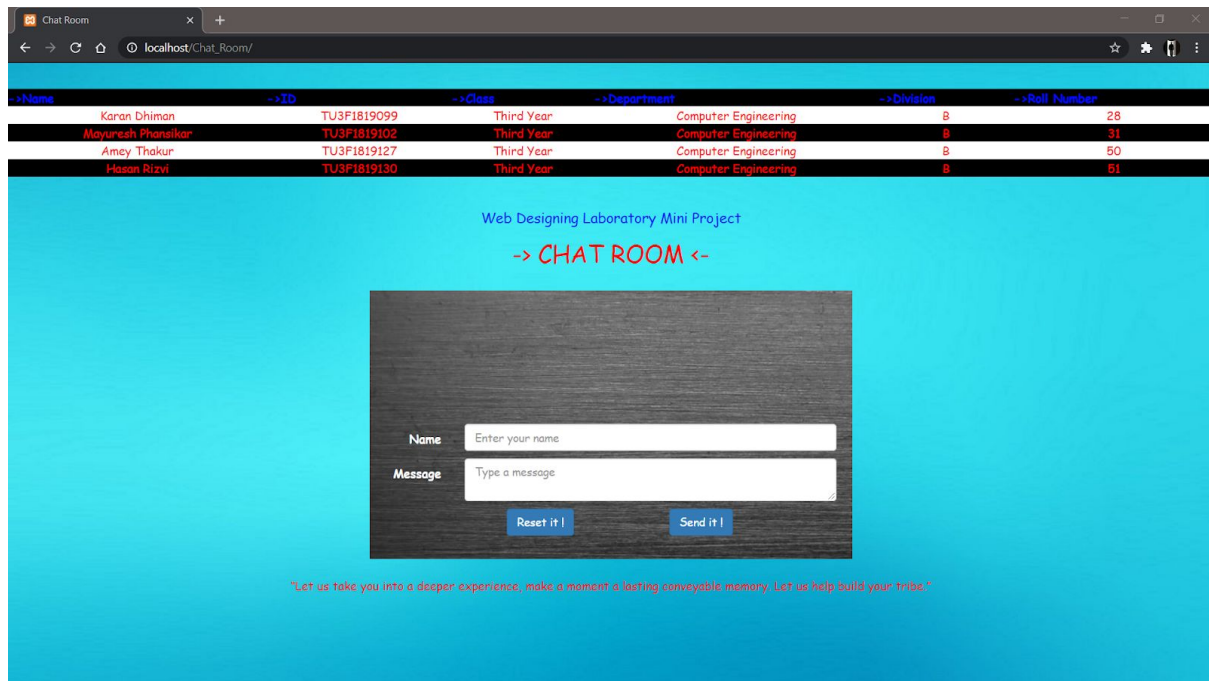 Chat Room
localhost/Chat_Room/
->Name ->ID ->Class ->Department ->Division ->Roll Number
Karan Dhiman TU3F1819099 Third Year Computer Engineering B 28
Mayuresh Phansikar TU3F1819102 Third Year Computer Engineering B 31
Amey Thakur TU3F1819127 Third Year Computer Engineering B 50
Hasan Rizvi TU3F1819130 Third Year Computer Engineering B 51
Web Designing Laboratory Mini Project
-> CHAT ROOM <-
Name Enter your name
Message Type a message
Reset it ! Send it !
"Let us take you into a deeper experience, make a moment a lasting conveyable memory. Let us help build your tribe."